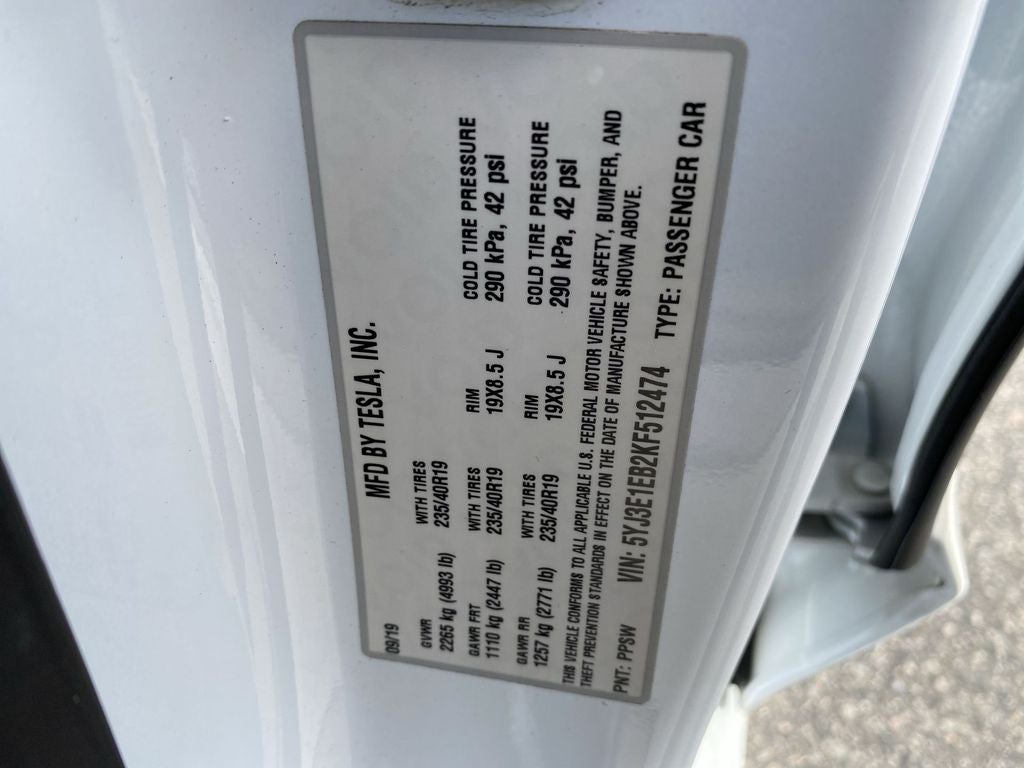 MFD BY TESLA, INC.
09/19
GVWR WITH TIRES
2265 kg (4993 lb) 235/40R19
GAWR FRT WITH TIRES RIM COLD TIRE PRESSURE
1110 kg (2447 lb) 235/40R19 19X8.5 J 290 kPa, 42 psi
GAWR RR WITH TIRES RIM COLD TIRE PRESSURE
1257 kg (2771 lb) 235/40R19 19X8.5 J 290 kPa, 42 psi
THIS VEHICLE CONFORMS TO ALL APPLICABLE U.S. FEDERAL MOTOR VEHICLE SAFETY, BUMPER, AND
THEFT PREVENTION STANDARDS IN EFFECT ON THE DATE OF MANUFACTURE SHOWN ABOVE.
PNT: PPSW VIN: 5YJ3E1EB2KF512474 TYPE: PASSENGER CAR